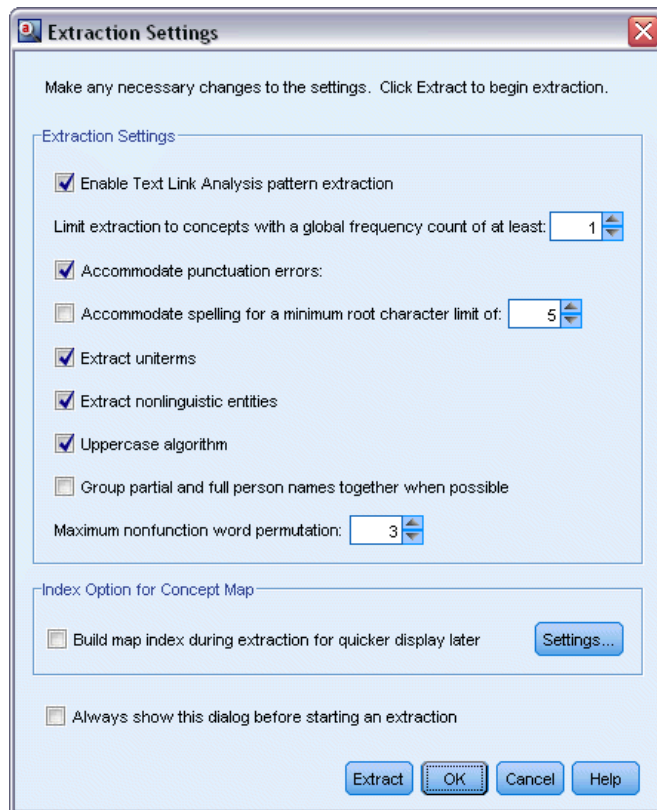 Extraction Settings
Make any necessary changes to the settings. Click Extract to begin extraction.
Extraction Settings
Enable Text Link Analysis pattern extraction
Limit extraction to concepts with a global frequency count of at least: 1
Accommodate punctuation errors:
Accommodate spelling for a minimum root character limit of: 5
Extract uniterms
Extract nonlinguistic entities
Uppercase algorithm
Group partial and full person names together when possible
Maximum nonfunction word permutation: 3
Index Option for Concept Map
Build map index during extraction for quicker display later Settings...
Always show this dialog before starting an extraction
Extract OK Cancel Help